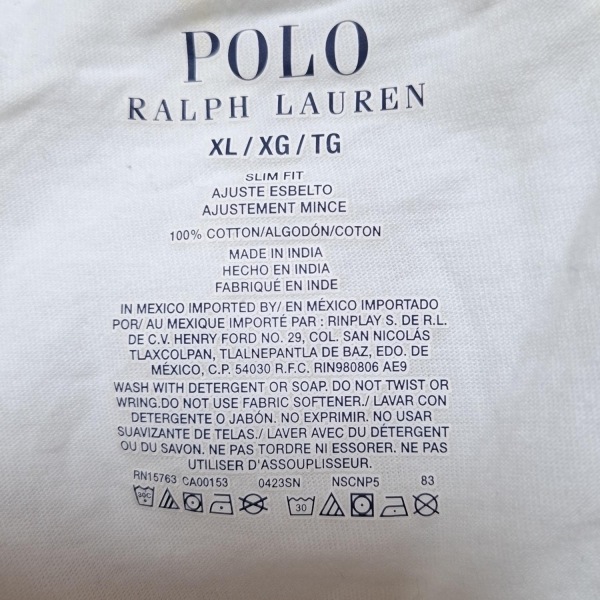 POLO
RALPH LAUREN
XL / XG / TG
SLIM FIT
AJUSTE ESBELTO
AJUSTEMENT MINCE
100% COTTON/ALGODÓN/COTON
MADE IN INDIA
HECHO EN INDIA
FABRIQUÉ EN INDE
IN MEXICO IMPORTED BY:/ EN MÉXICO IMPORTADO
POR/ AU MEXIQUE IMPORTÉ PAR : RINPLAY S. DE R.L.
DE C.V. HENRY FORD NO. 29, COL. SAN NICOLÁS
TLAXCOLPAN, TLALNEPANTLA DE BAZ, EDO. DE
MÉXICO, C.P. 54030 R.F.C. RIN980806 AE9
WASH WITH DETERGENT OR SOAP. DO NOT TWIST OR
WRING.DO NOT USE FABRIC SOFTENER./ LAVAR CON
DETERGENTE O JABÓN. NO EXPRIMIR. NO USAR
SUAVIZANTE DE TELAS./ LAVER AVEC DU DÉTERGENT
OU DU SAVON. NE PAS TORDRE NI ESSORER. NE PAS
UTILISER D'ASSOUPLISSEUR.
RN15763 CA00153 0423SN NSCNP5 83
30C 30